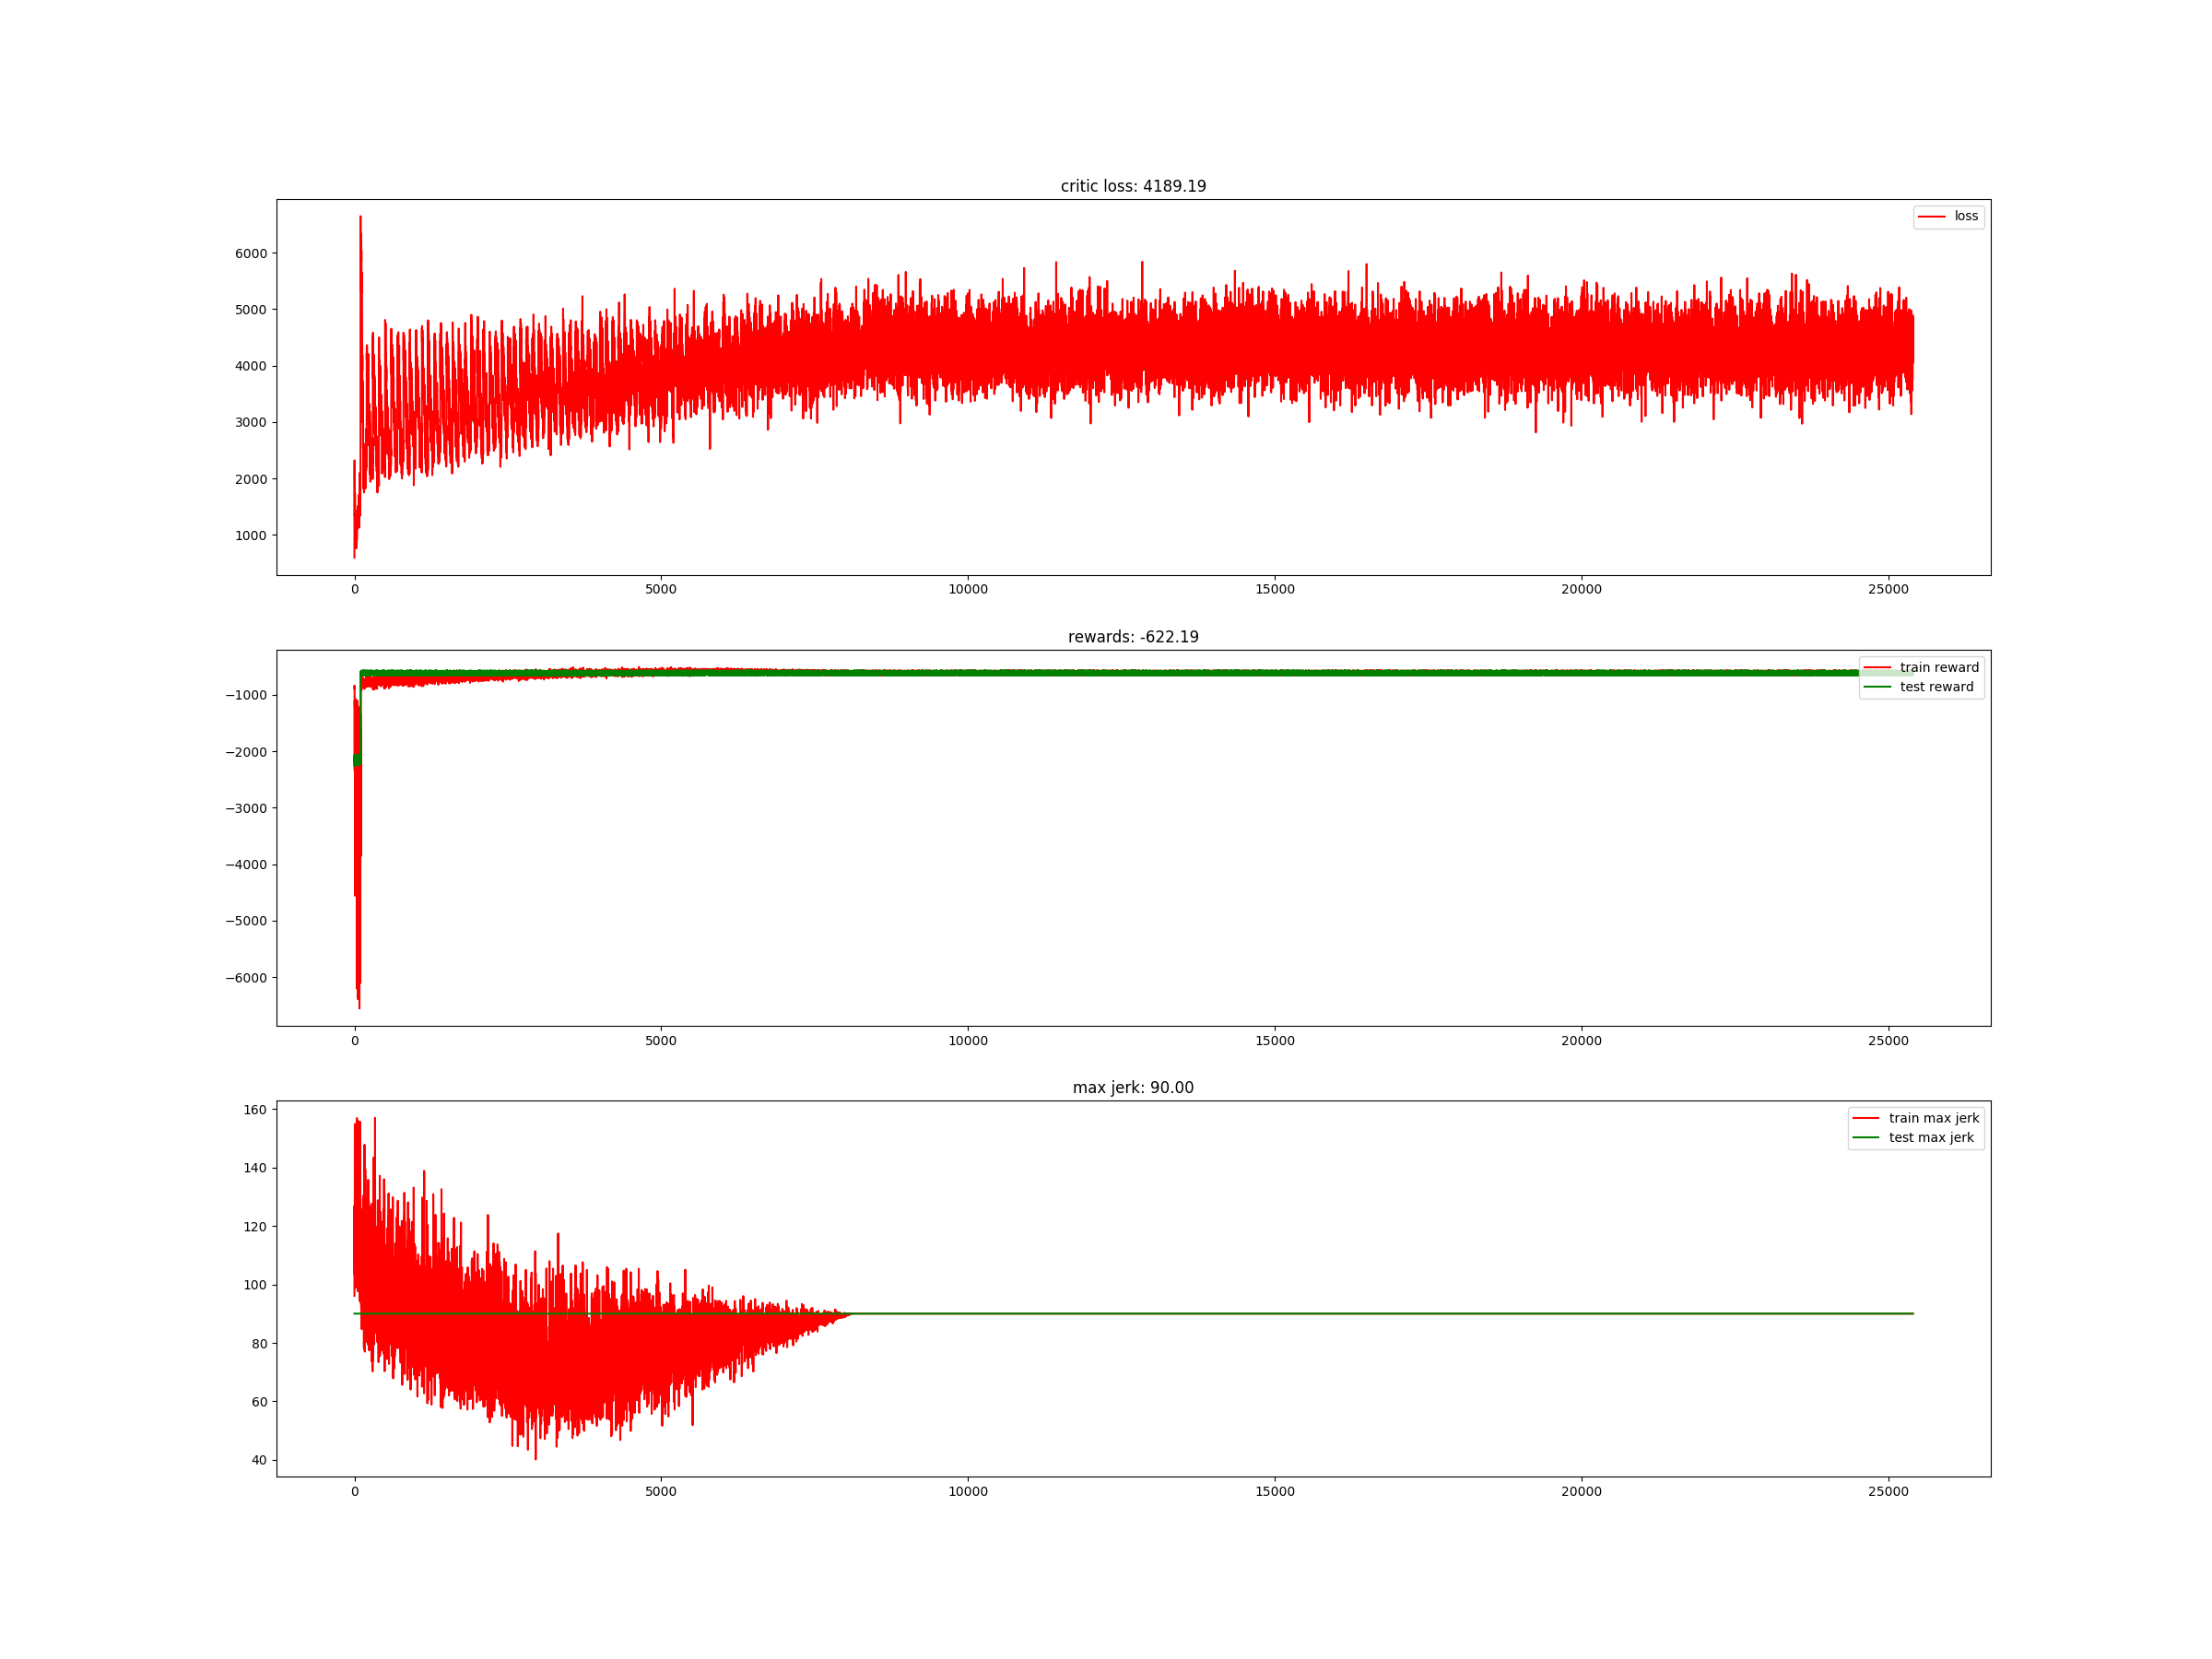 critic loss: 4189.19
loss
6000
5000
4000
3000
2000
1000
0 5000 10000 15000 20000 25000
rewards: -622.19
train reward
test reward
−1000
−2000
−3000
−4000
−5000
−6000
0 5000 10000 15000 20000 25000
max jerk: 90.00
train max jerk
test max jerk
160
140
120
100
80
60
40
0 5000 10000 15000 20000 25000